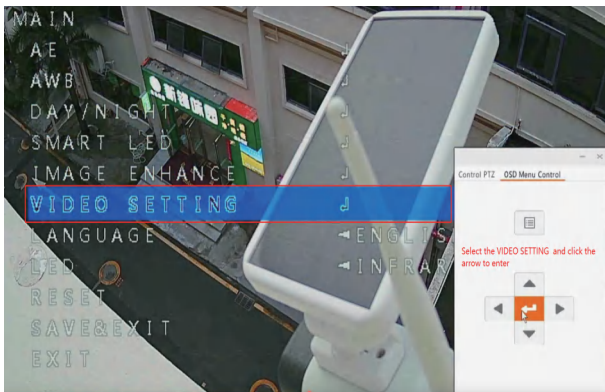 MAIN
AE
AWB
DAY/NIGHT
SMART LED
IMAGE ENHANCE
VIDEO SETTING
LANGUAGE ENGLIS
LED INFRAR
RESET
SAVE&EXIT
EXIT
Control PTZ OSD Menu Control
Select the VIDEO SETTING and click the
arrow to enter